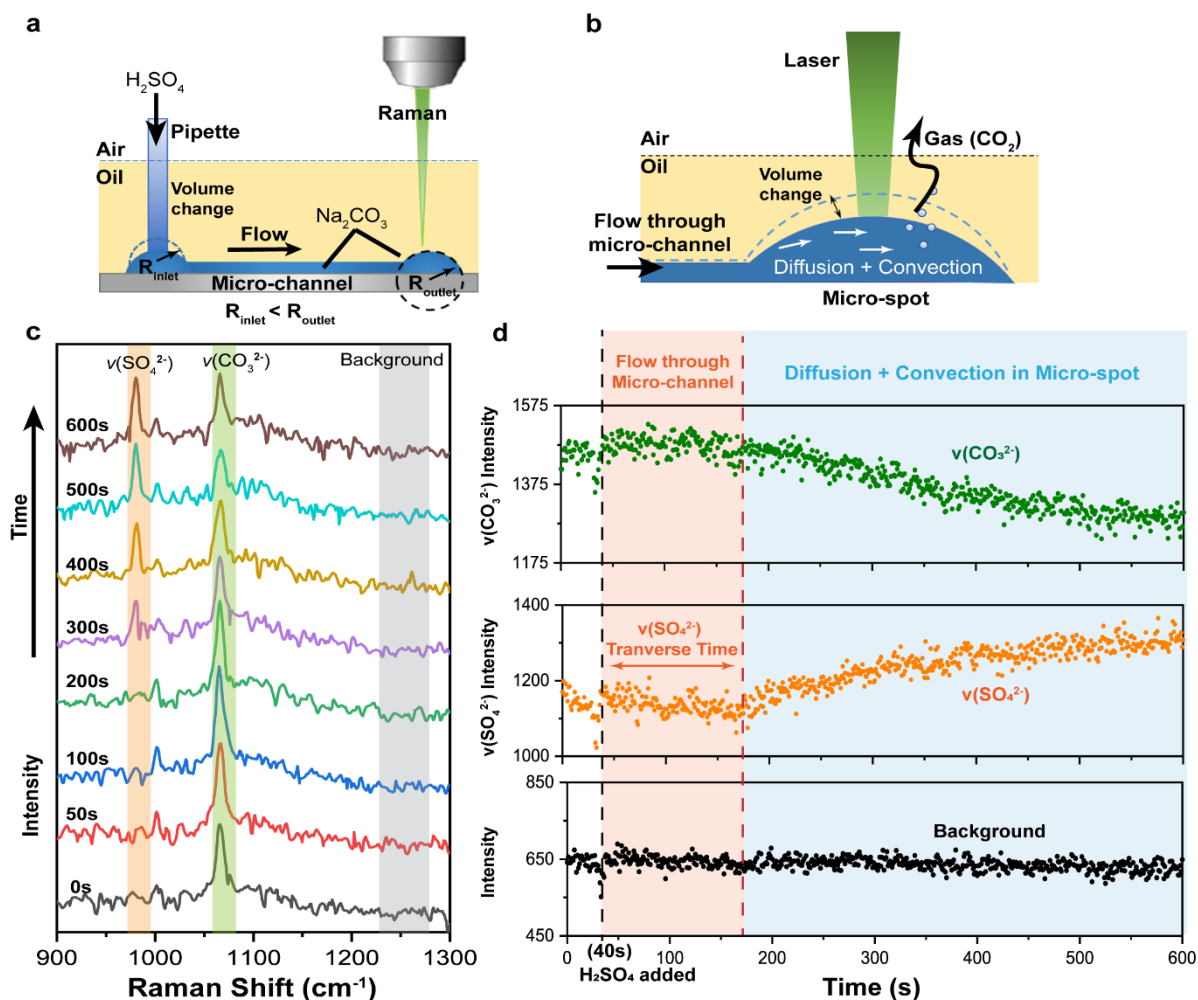 a
H₂SO₄
Pipette
Raman
Air
Oil
Volume
change
Na₂CO₃
Flow
R_inlet
Micro-channel
R_outlet
R_inlet < R_outlet
b
Laser
Air
Oil
Gas (CO₂)
Volume
change
Flow through
micro-channel
Diffusion + Convection
Micro-spot
c
ν(SO₄²⁻)
ν(CO₃²⁻)
Background
600s
500s
400s
300s
200s
100s
50s
0s
Time
Intensity
900
1000
1100
1200
1300
Raman Shift (cm⁻¹)
d
Flow through
Micro-channel
Diffusion + Convection in Micro-spot
1575
1375
1175
v(CO₃²⁻) Intensity
v(CO₃²⁻)
1400
1200
1000
v(SO₄²⁻) Intensity
v(SO₄²⁻)
Tranverse Time
v(SO₄²⁻)
850
650
450
Intensity
Background
0
(40s)
100
200
300
400
500
600
H₂SO₄ added
Time (s)